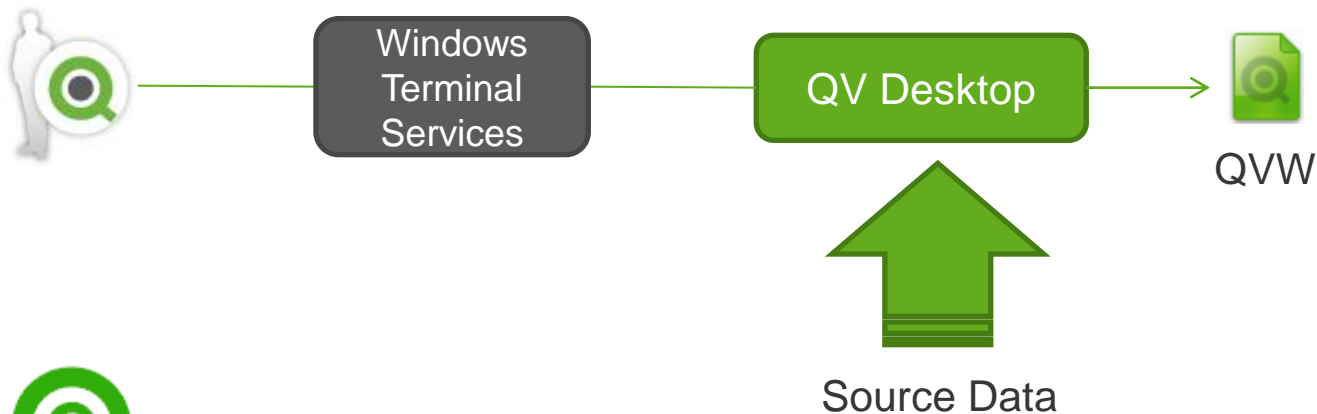 Windows
Terminal
Services
QV Desktop
QVW
Source Data